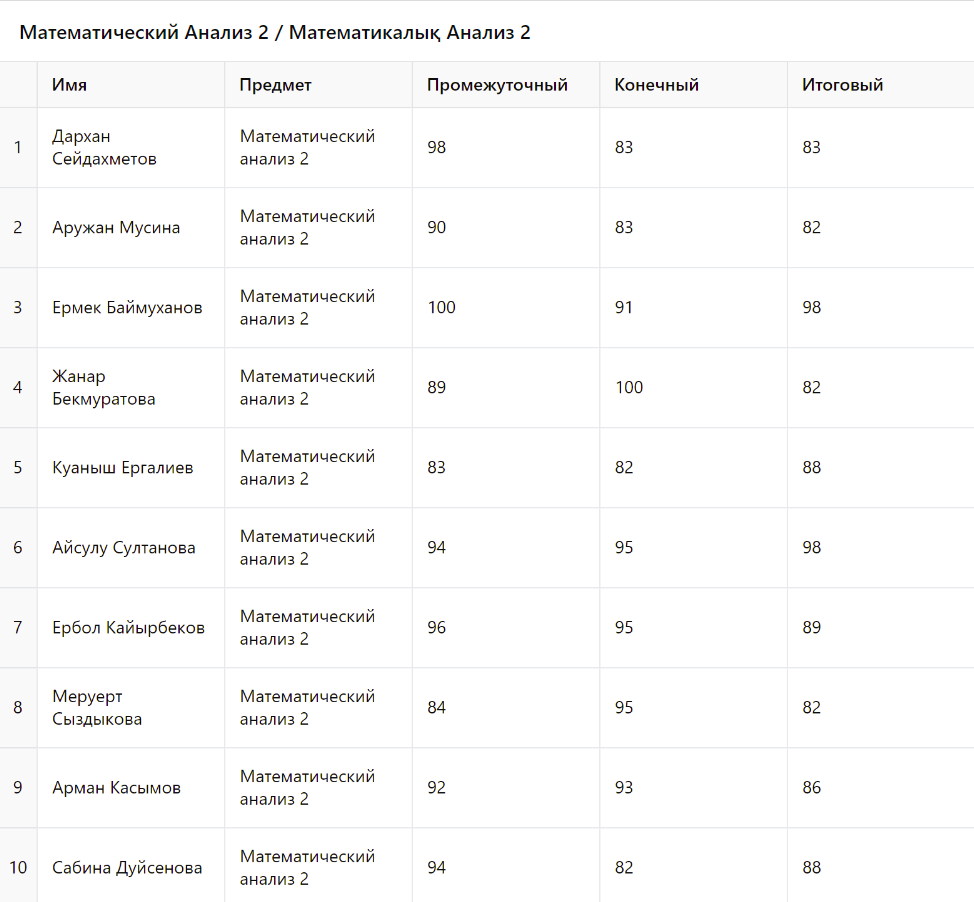 Математический Анализ 2 / Математикалық Анализ 2
Имя Предмет Промежуточный Конечный Итоговый
1 Дархан Сейдахметов Математический анализ 2 98 83 83
2 Аружан Мусина Математический анализ 2 90 83 82
3 Ермек Баймуханов Математический анализ 2 100 91 98
4 Жанар Бекмуратова Математический анализ 2 89 100 82
5 Куаныш Ергалиев Математический анализ 2 83 82 88
6 Айсулу Султанова Математический анализ 2 94 95 98
7 Ербол Кайырбеков Математический анализ 2 96 95 89
8 Меруерт Сыздыкова Математический анализ 2 84 95 82
9 Арман Касымов Математический анализ 2 92 93 86
10 Сабина Дуйсенова Математический анализ 2 94 82 88